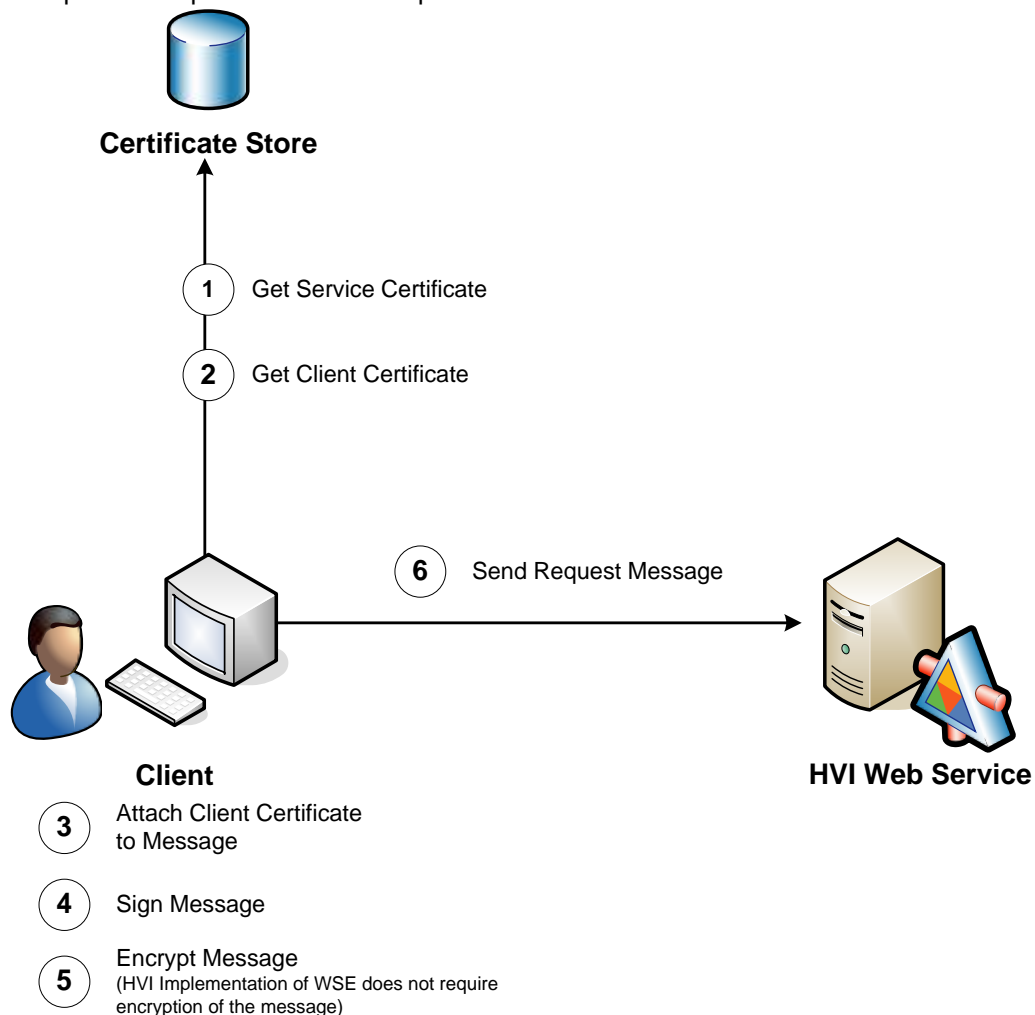 Certificate Store
1 Get Service Certificate
2 Get Client Certificate
6 Send Request Message
Client
HVI Web Service
3 Attach Client Certificate
to Message
4 Sign Message
5 Encrypt Message
(HVI Implementation of WSE does not require
encryption of the message)